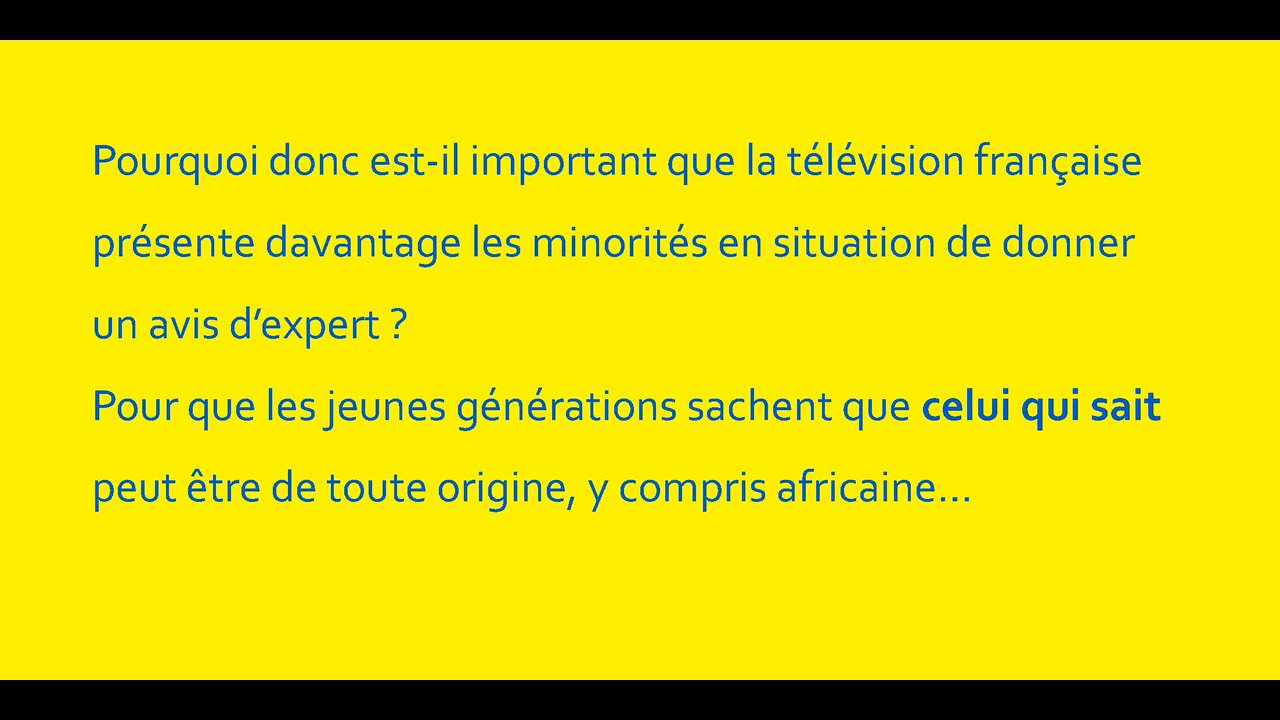 Pourquoi donc est-il important que la télévision française
présente davantage les minorités en situation de donner
un avis d’expert ?
Pour que les jeunes générations sachent que celui qui sait
peut être de toute origine, y compris africaine...